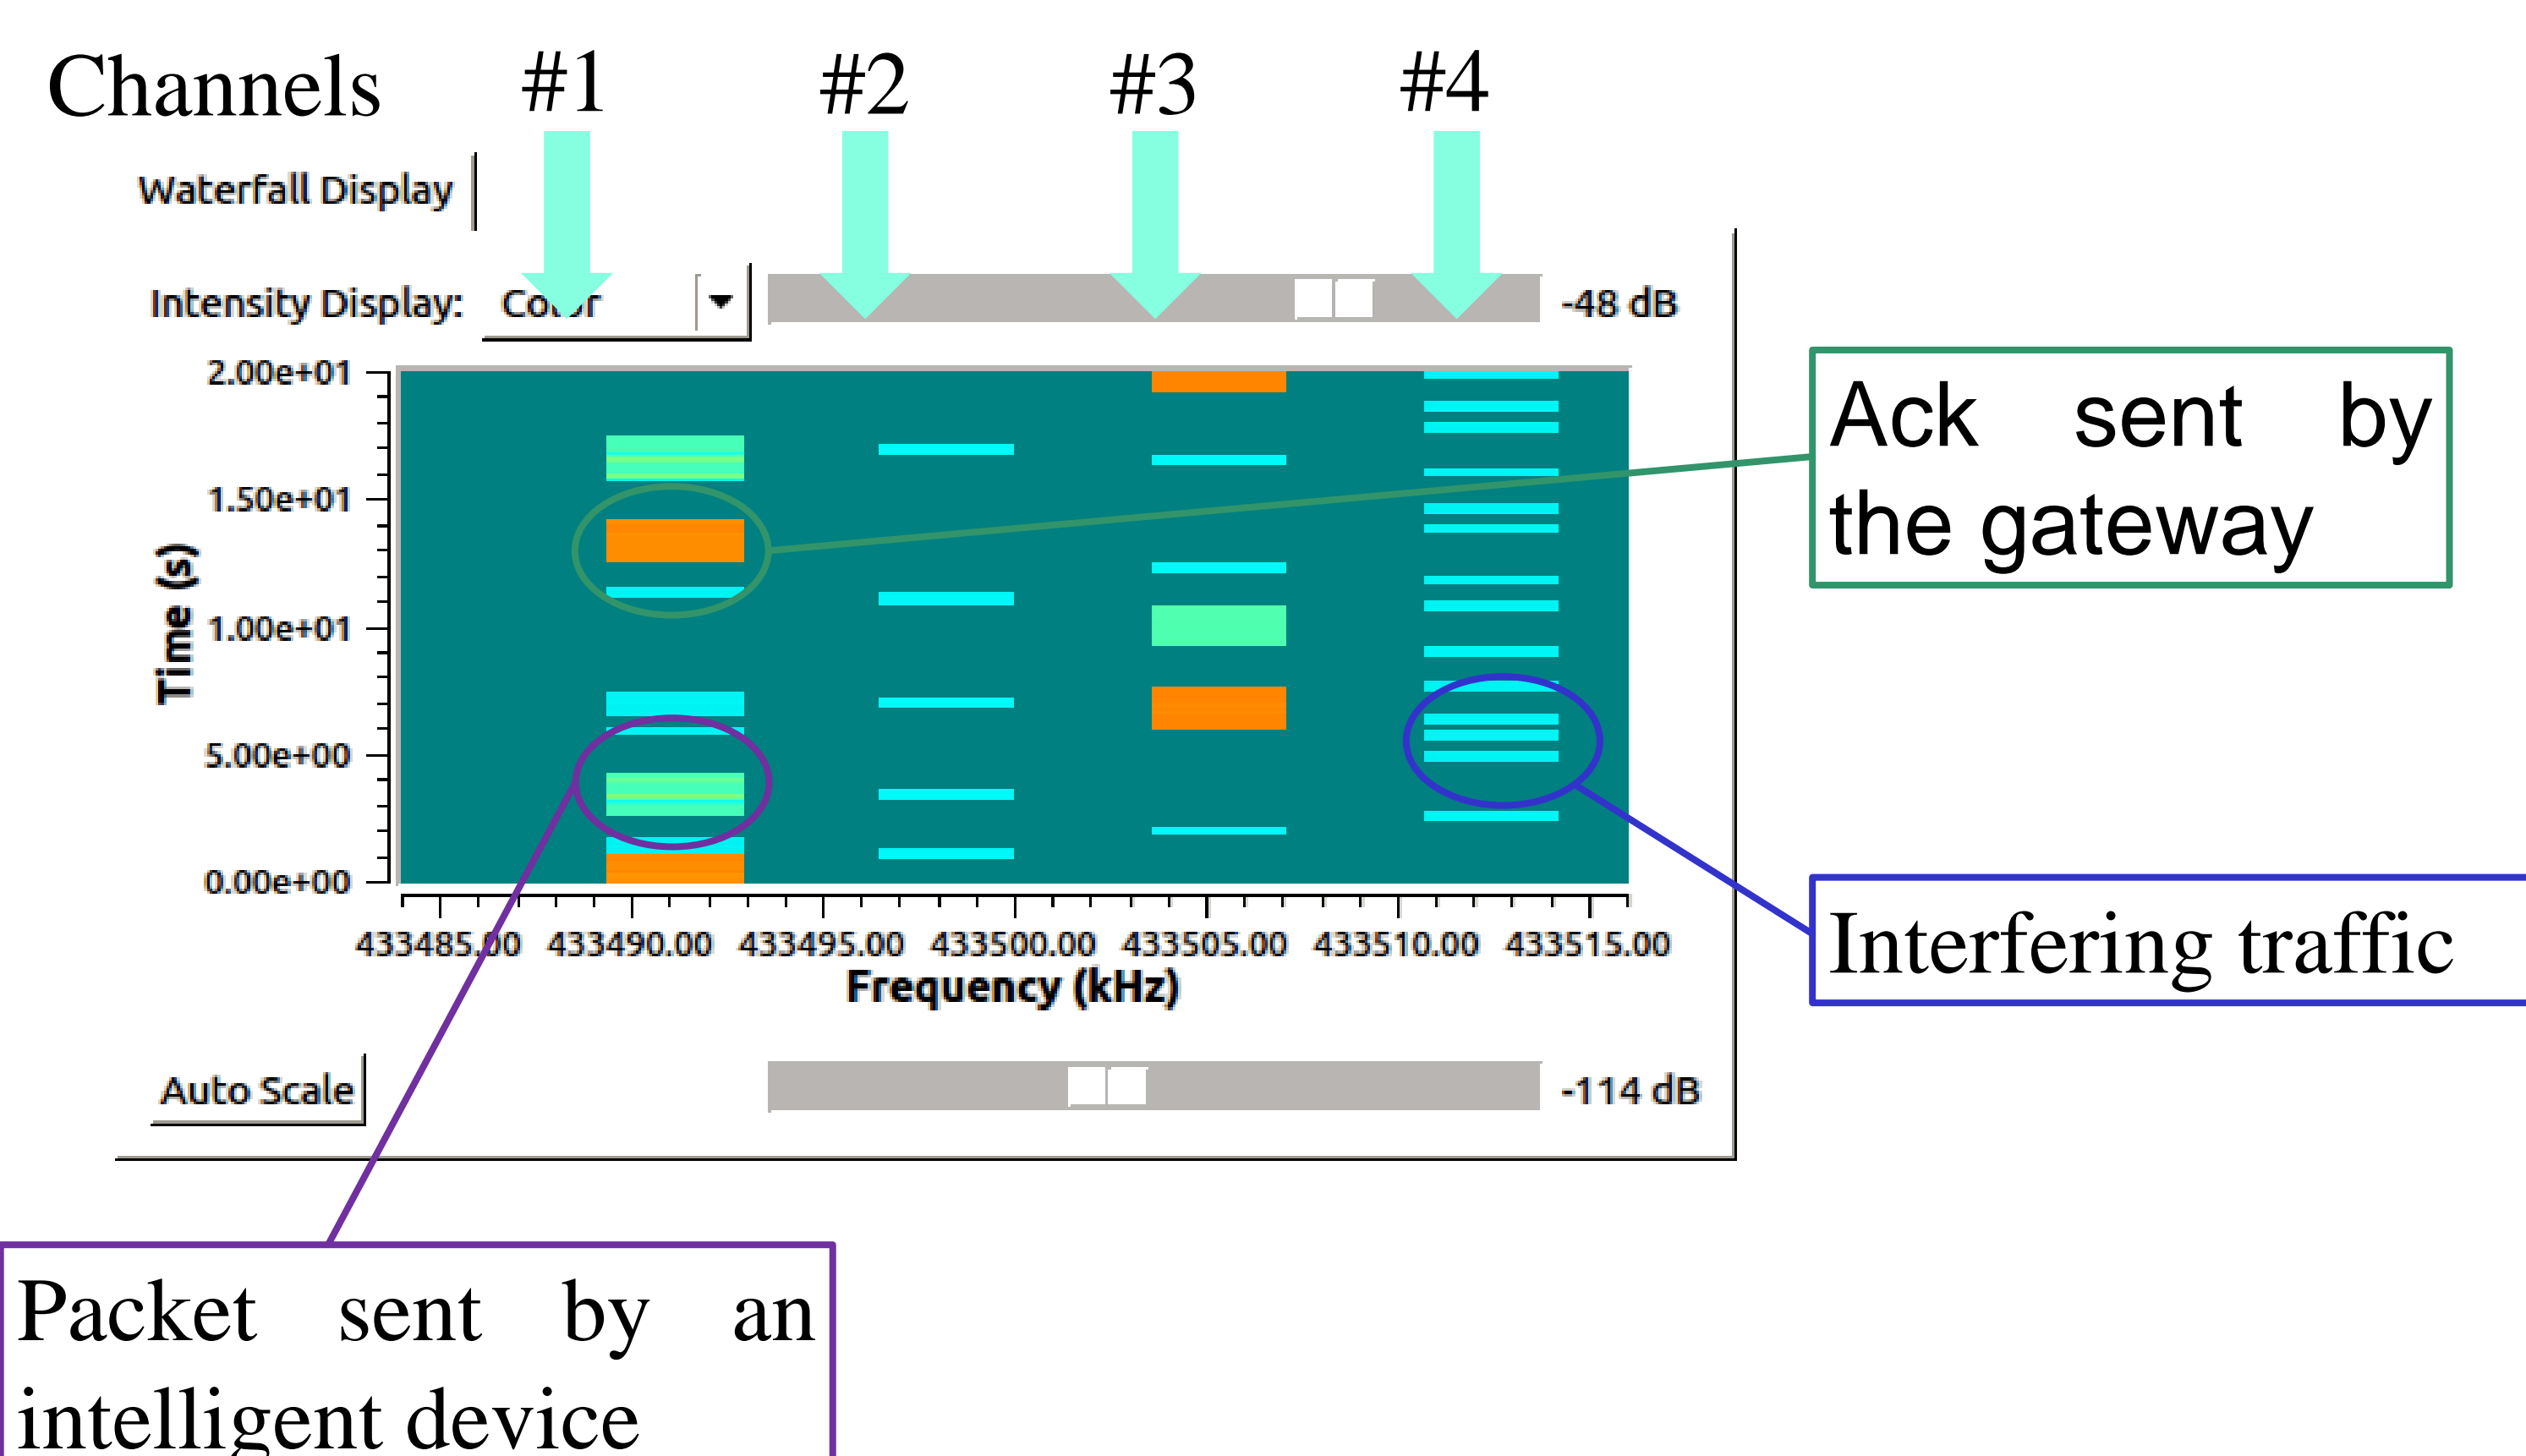 Channels #1 #2 #3 #4
Waterfall Display
Intensity Display: Color -48 dB
Ack sent by
the gateway
2.00e+01
1.50e+01
1.00e+01
5.00e+00
0.00e+00
Time (s)
433485.00 433490.00 433495.00 433500.00 433505.00 433510.00 433515.00
Frequency (kHz)
Interfering traffic
Auto Scale -114 dB
Packet sent by an
intelligent device